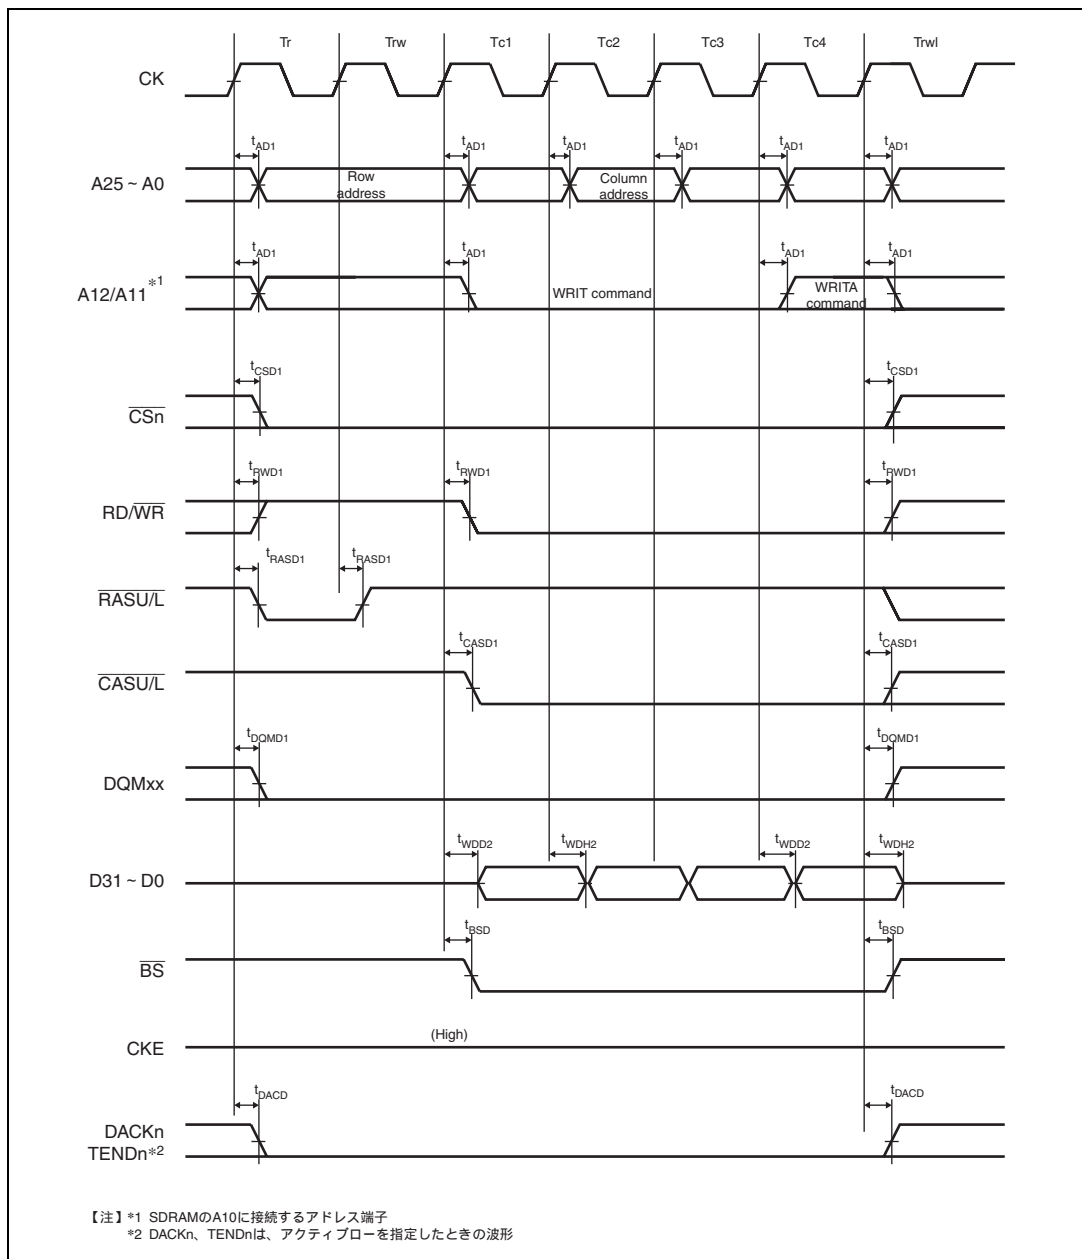 Tr Trw Tc1 Tc2 Tc3 Tc4 Trwl
CK
tAD1 tAD1 tAD1 tAD1 tAD1 tAD1
A25 ~ A0
Row
address
Column
address
tAD1 tAD1 tAD1 tAD1
A12/A11*1
WRIT command
WRITA
command
tCSD1 tCSD1
CSn
tRWD1 tRWD1 tRWD1
RD/WR
tRASD1 tRASD1
RASU/L
tCASD1 tCASD1
CASU/L
tDQMD1 tDQMD1
DQMxx
tWDD2 tWDH2 tWDD2 tWDH2
D31 ~ D0
tBSD tBSD
BS
(High)
CKE
tDACD tDACD
DACKn
TENDn*2
【注】*1 SDRAMのA10に接続するアドレス端子
*2 DACKn、TENDnは、アクティブローを指定したときの波形